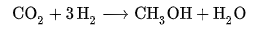 CO₂ + 3 H₂ ⟶ CH₃OH + H₂O